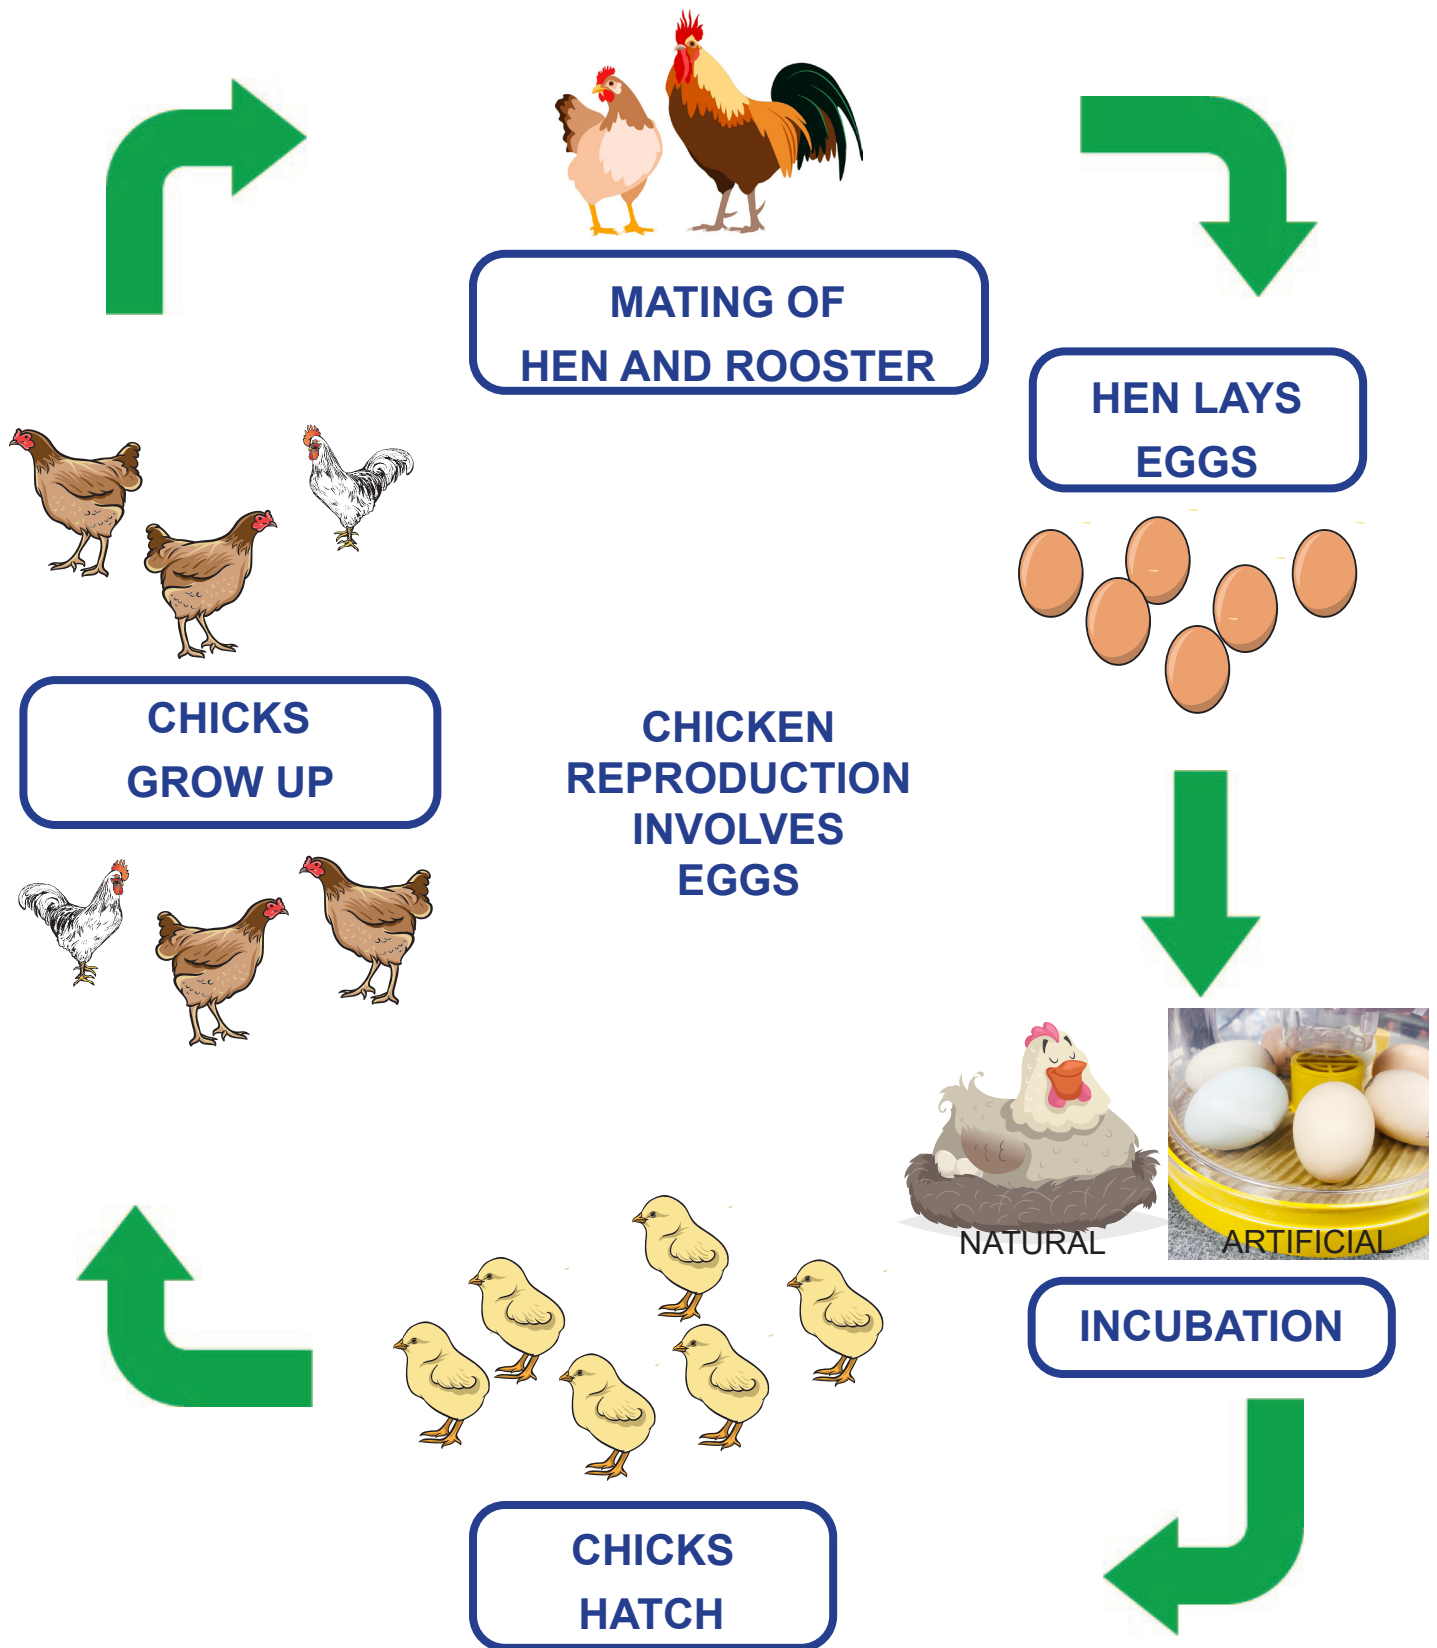 MATING OF
HEN AND ROOSTER
HEN LAYS
EGGS
CHICKS
GROW UP
CHICKEN
REPRODUCTION
INVOLVES
EGGS
NATURAL
ARTIFICIAL
INCUBATION
CHICKS
HATCH